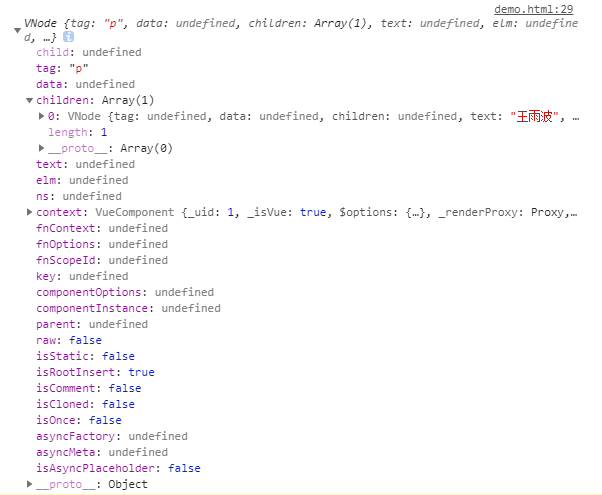 demo.html:29
VNode {tag: "p", data: undefined, children: Array(1), text: undefined, elm: undefine
d, …}
child: undefined
tag: "p"
data: undefined
children: Array(1)
0: VNode {tag: undefined, data: undefined, children: undefined, text: "王雨波", …
length: 1
__proto__: Array(0)
text: undefined
elm: undefined
ns: undefined
context: VueComponent {_uid: 1, _isVue: true, $options: {…}, _renderProxy: Proxy,…
fnContext: undefined
fnOptions: undefined
fnScopeId: undefined
key: undefined
componentOptions: undefined
componentInstance: undefined
parent: undefined
raw: false
isStatic: false
isRootInsert: true
isComment: false
isCloned: false
isOnce: false
asyncFactory: undefined
asyncMeta: undefined
isAsyncPlaceholder: false
__proto__: Object